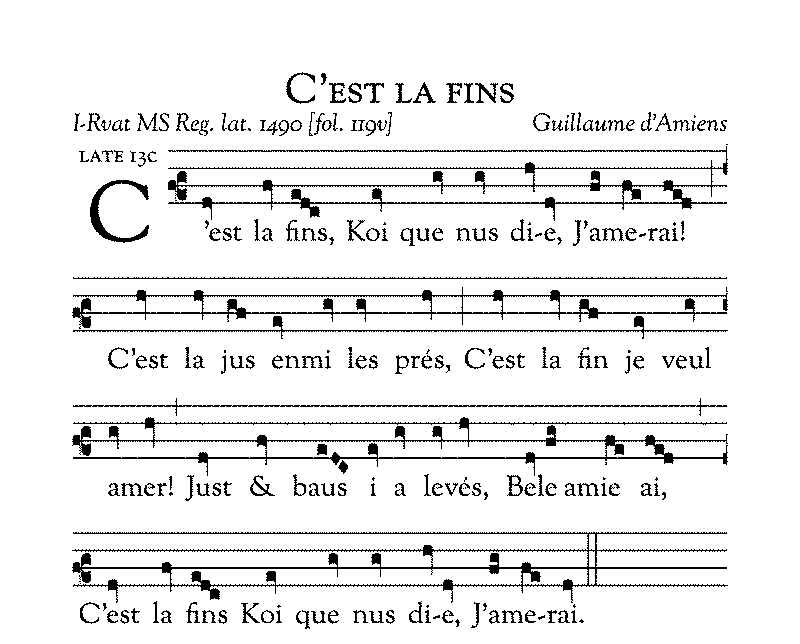 C’EST LA FINS
I-Rvat MS Reg. lat. 1490 [fol. 119v] Guillaume d’Amiens
LATE 13C
C’est la fins, Koi que nus di-e, J’ame-rai!
C’est la jus enmi les prés, C’est la fin je veul
amer! Just & baus i a levés, Bele amie ai,
C’est la fins Koi que nus di-e, J’ame-rai.